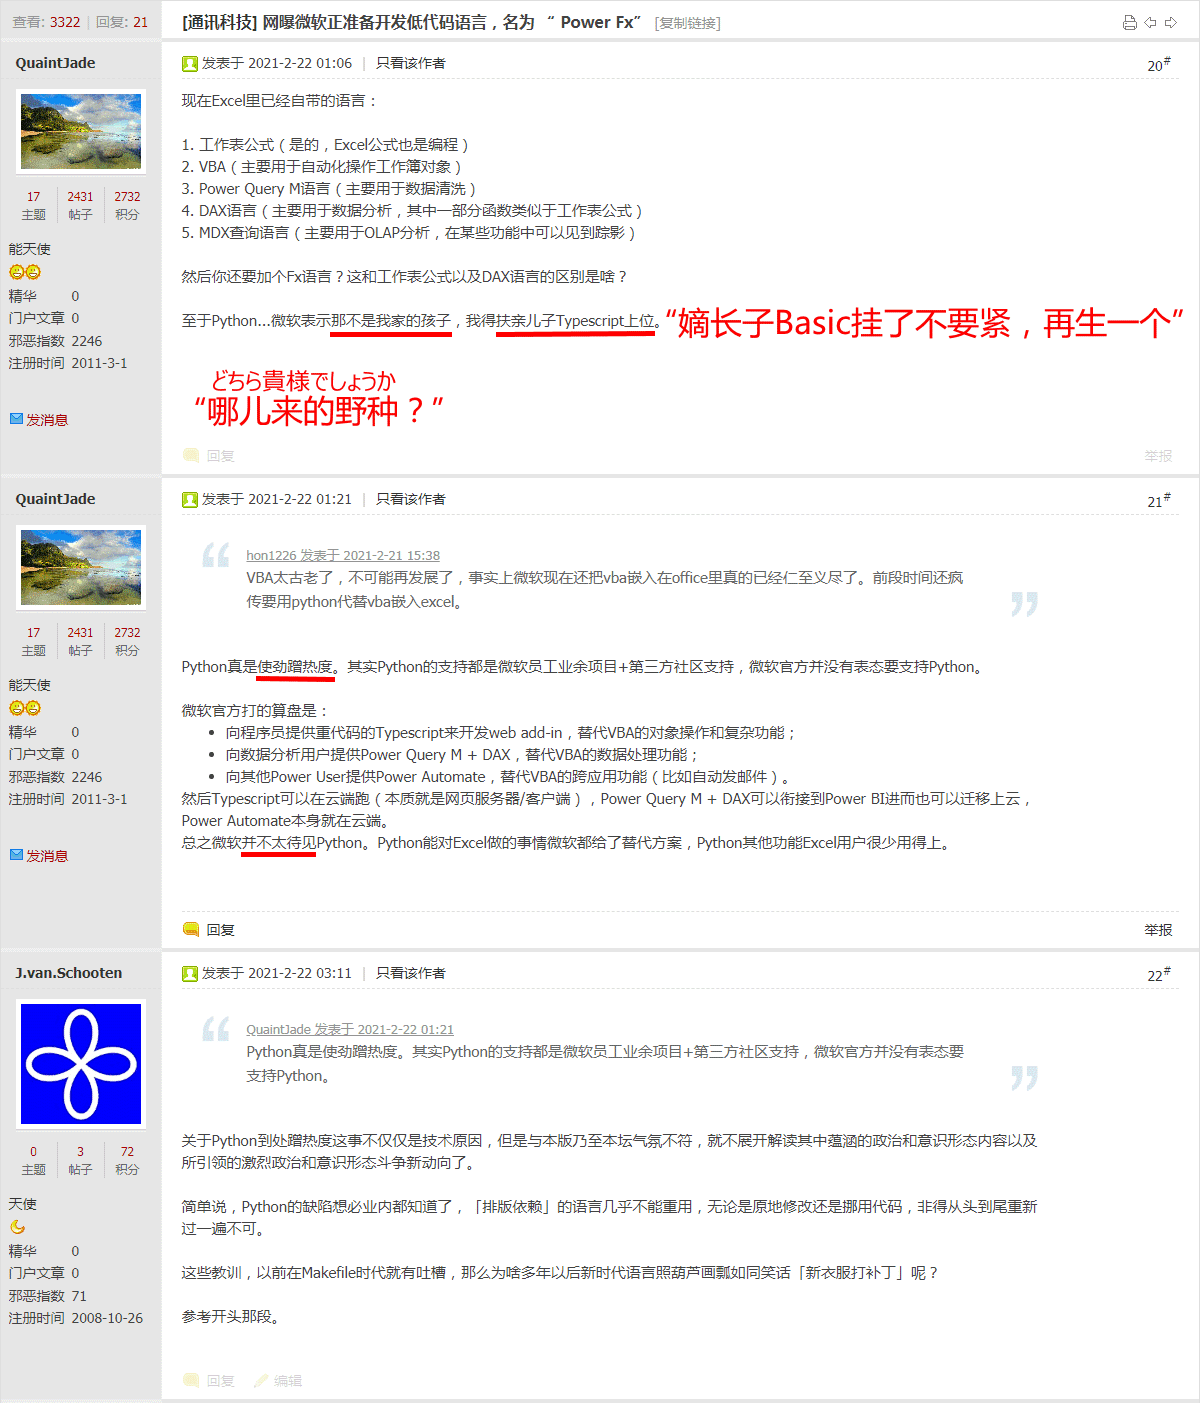 查看: 3322 | 回复: 21
[通讯科技] 网曝微软正准备开发低代码语言，名为 “ Power Fx” [复制链接]
QuaintJade
发表于 2021-2-22 01:06 | 只看该作者
20#
现在Excel里已经自带的语言：
1. 工作表公式（是的，Excel公式也是编程）
2. VBA（主要用于自动化操作工作簿对象）
3. Power Query M语言（主要用于数据清洗）
4. DAX语言（主要用于数据分析，其中一部分函数类似于工作表公式）
5. MDX查询语言（主要用于OLAP分析，在某些功能中可以见到踪影）
然后你还要加个Fx语言？这和工作表公式以及DAX语言的区别是啥？
至于Python...微软表示那不是我家的孩子，我得扶亲儿子Typescript上位。
“嫡长子Basic挂了不要紧，再生一个”
どちら貴様でしょうか
“哪儿来的野种？”
17 2431 2732
主题 帖子 积分
能天使
精华 0
门户文章 0
邪恶指数 2246
注册时间 2011-3-1
发消息
回复
举报
QuaintJade
发表于 2021-2-22 01:21 | 只看该作者
21#
“
hon1226 发表于 2021-2-21 15:38
VBA太古老了，不可能再发展了，事实上微软现在还把vba嵌入在office里真的已经仁至义尽了。前段时间还疯
传要用python代替vba嵌入excel。
”
Python真是使劲蹭热度。其实Python的支持都是微软员工业余项目+第三方社区支持，微软官方并没有表态要支持Python。
微软官方打的算盘是：
• 向程序员提供重代码的Typescript来开发web add-in，替代VBA的对象操作和复杂功能；
• 向数据分析用户提供Power Query M + DAX，替代VBA的数据处理功能；
• 向其他Power User提供Power Automate，替代VBA的跨应用功能（比如自动发邮件）。
然后Typescript可以在云端跑（本质就是网页服务器/客户端），Power Query M + DAX可以衔接到Power BI进而也可以迁移上云，
Power Automate本身就在云端。
总之微软并不太待见Python。Python能对Excel做的事情微软都给了替代方案，Python其他功能Excel用户很少用得上。
17 2431 2732
主题 帖子 积分
能天使
精华 0
门户文章 0
邪恶指数 2246
注册时间 2011-3-1
发消息
回复
举报
J.van.Schooten
发表于 2021-2-22 03:11 | 只看该作者
22#
“
QuaintJade 发表于 2021-2-22 01:21
Python真是使劲蹭热度。其实Python的支持都是微软员工业余项目+第三方社区支持，微软官方并没有表态要
支持Python。
”
关于Python到处蹭热度这事不仅仅是技术原因，但是与本版乃至本坛气氛不符，就不展开解读其中蕴涵的政治和意识形态内容以及
所引领的激烈政治和意识形态斗争新动向了。
简单说，Python的缺陷想必业内都知道了，「排版依赖」的语言几乎不能重用，无论是原地修改还是挪用代码，非得从头到尾重新
过一遍不可。
这些教训，以前在Makefile时代就有吐槽，那么为啥多年以后新时代语言照葫芦画瓢如同笑话「新衣服打补丁」呢？
参考开头那段。
0 3 72
主题 帖子 积分
天使
精华 0
门户文章 0
邪恶指数 71
注册时间 2008-10-26
回复 编辑